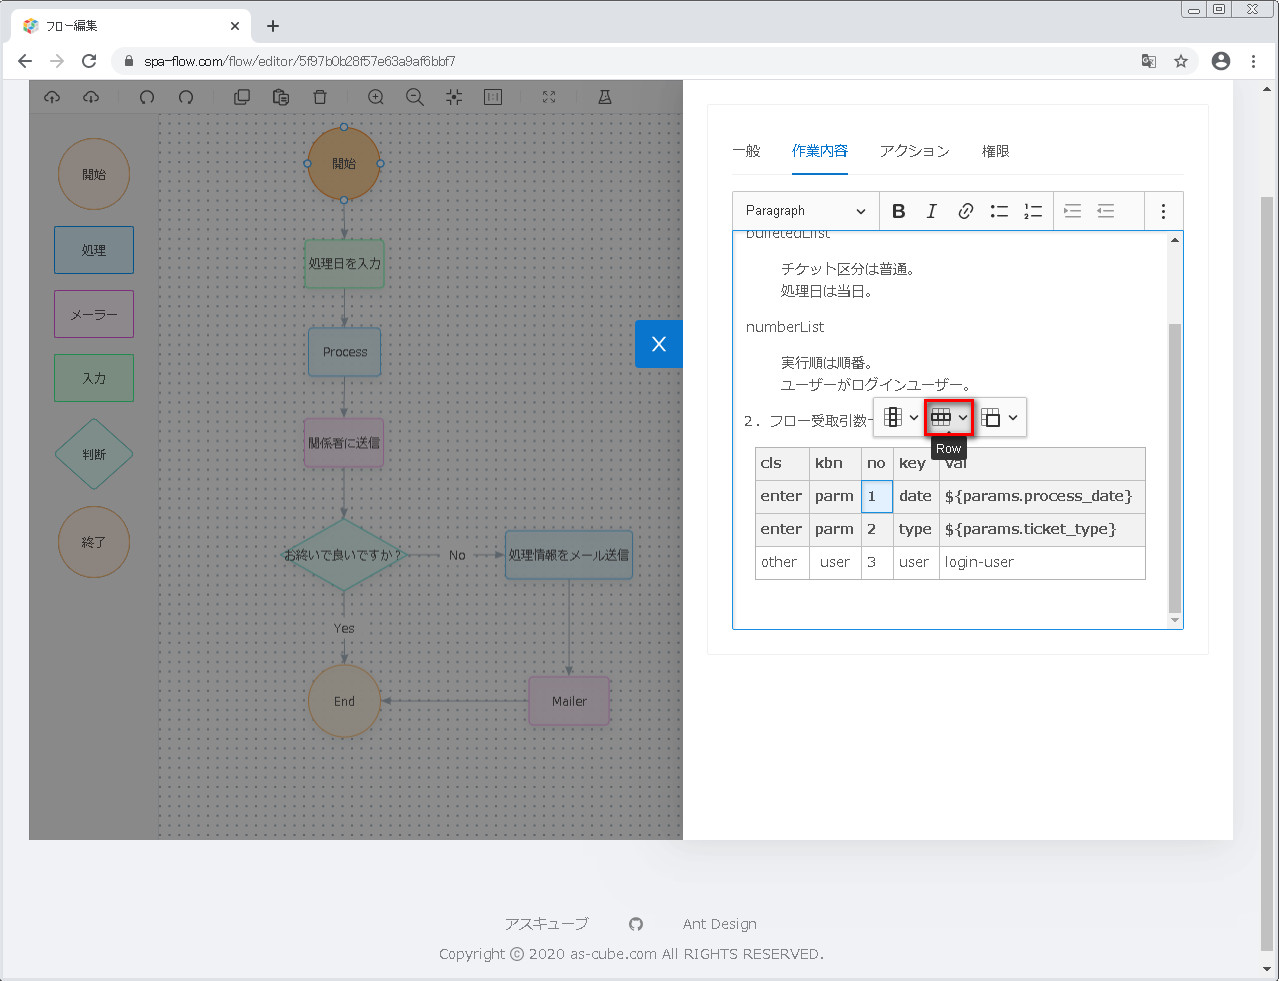 フロー編集
spa-flow.com/flow/editor/5f97b0b28f57e63a9af6bbf7
開始
処理
メーラー
入力
判断
終了
開始
処理日を入力
Process
関係者に送信
お終いで良いですか？
No
処理情報をメール送信
Yes
End
Mailer
一般 作業内容 アクション 権限
Paragraph
bulletedList
チケット区分は普通。
処理日は当日。
numberList
実行順は順番。
ユーザーがログインユーザー。
2. フロー受取引数
Row
cls kbn no key val
enter parm 1 date ${params.process_date}
enter parm 2 type ${params.ticket_type}
other user 3 user login-user
アスキューブ Ant Design
Copyright © 2020 as-cube.com All RIGHTS RESERVED.